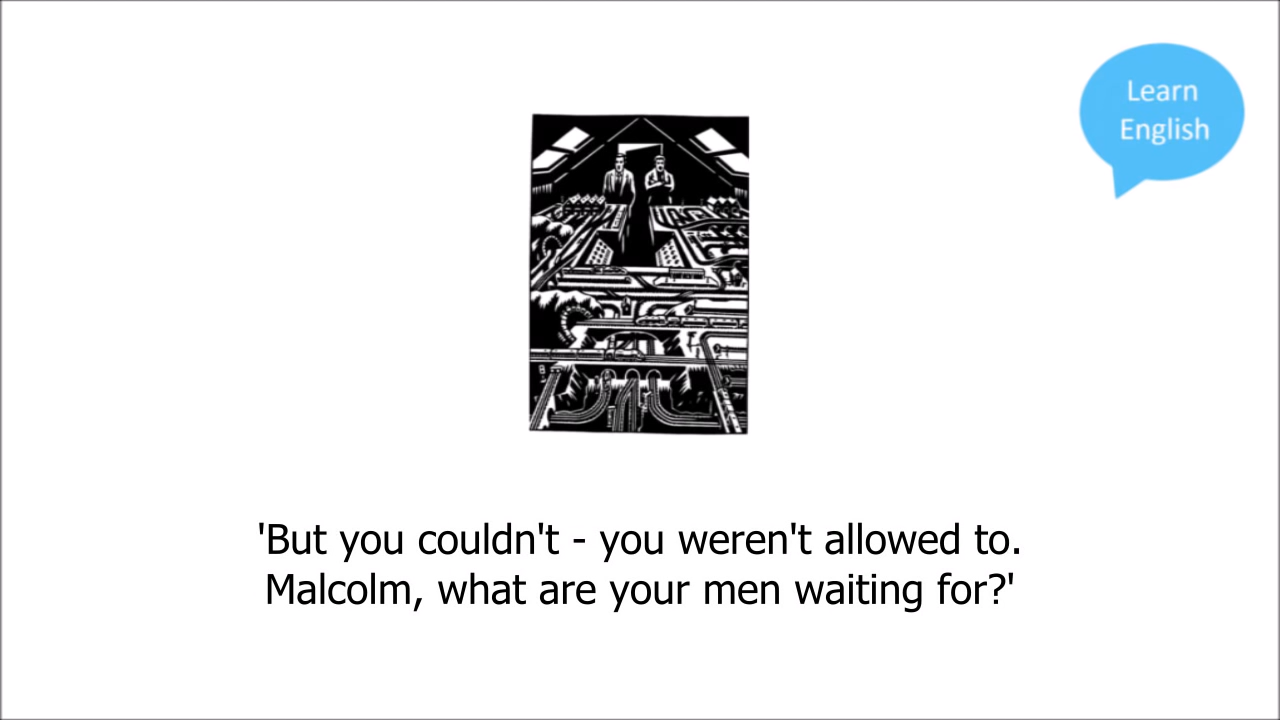 Learn
English
'But you couldn't - you weren't allowed to.
Malcolm, what are your men waiting for?'